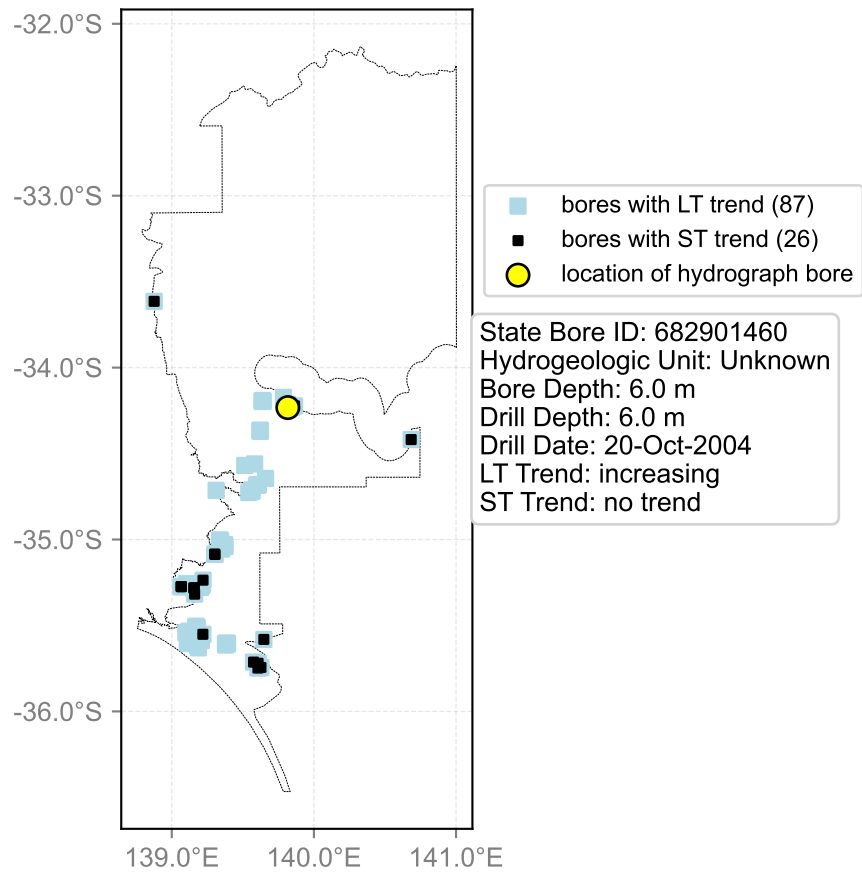 -32.0°S
-33.0°S
-34.0°S
-35.0°S
-36.0°S
139.0°E 140.0°E 141.0°E
bores with LT trend (87)
bores with ST trend (26)
location of hydrograph bore
State Bore ID: 682901460
Hydrogeologic Unit: Unknown
Bore Depth: 6.0 m
Drill Depth: 6.0 m
Drill Date: 20-Oct-2004
LT Trend: increasing
ST Trend: no trend